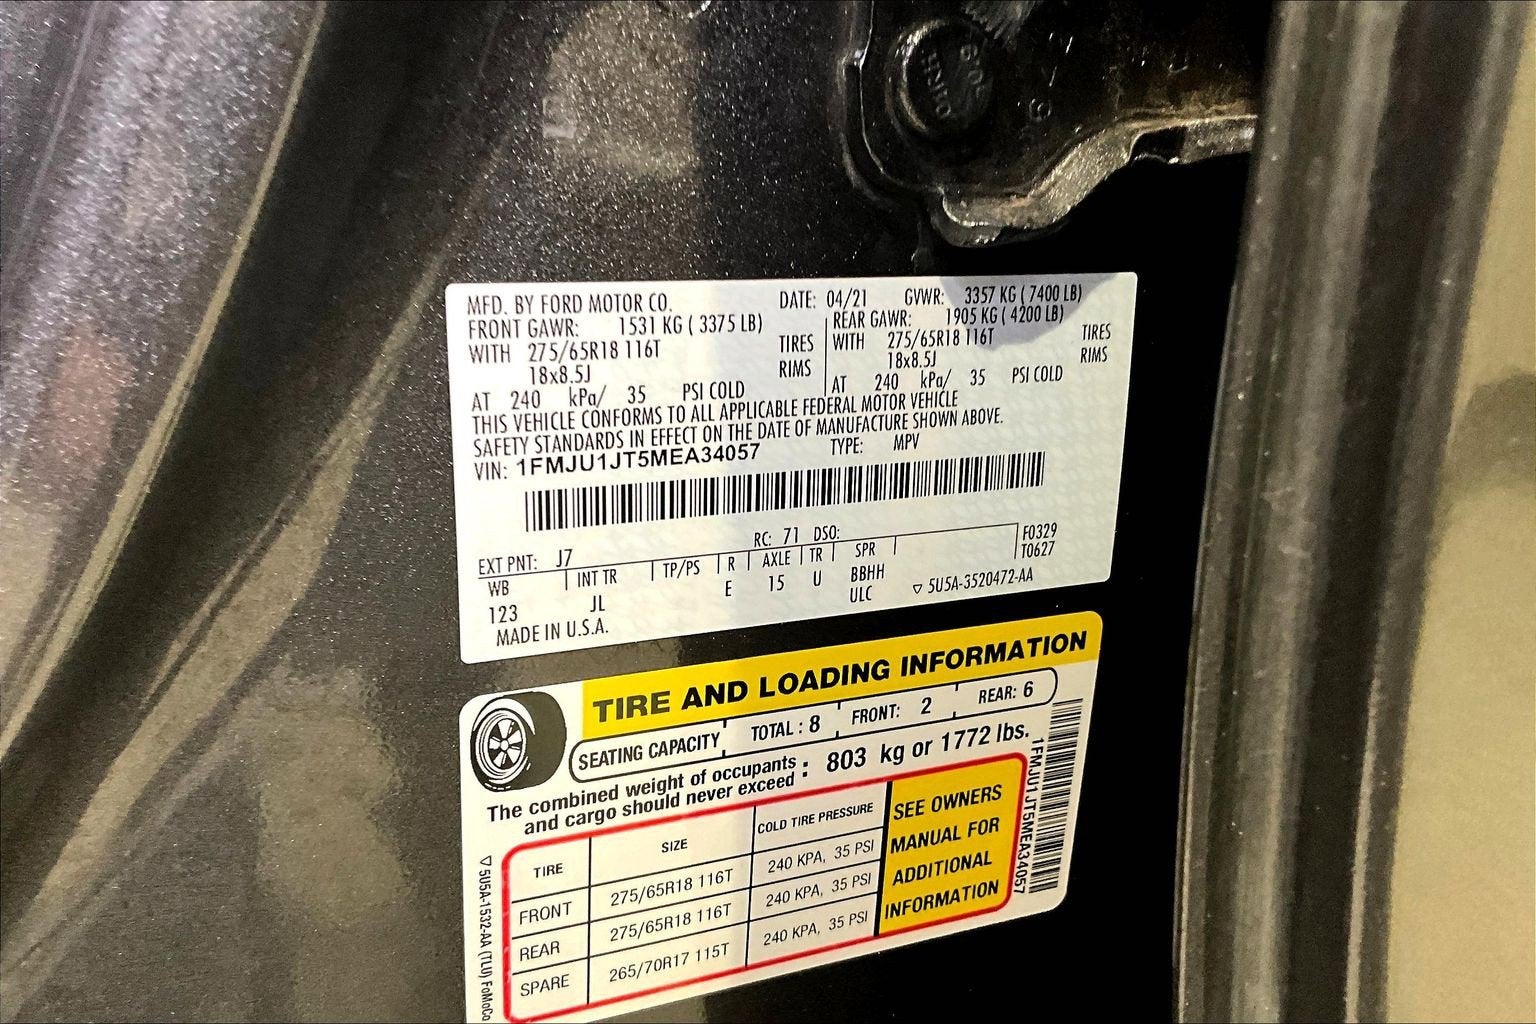 MFD. BY FORD MOTOR CO. DATE: 04/21 GVWR: 3357 KG ( 7400 LB)
FRONT GAWR: 1531 KG ( 3375 LB) REAR GAWR: 1905 KG ( 4200 LB)
WITH 275/65R18 116T TIRES WITH 275/65R18 116T TIRES
18x8.5J RIMS 18x8.5J RIMS
AT 240 kPa/ 35 PSI COLD AT 240 kPa/ 35 PSI COLD
THIS VEHICLE CONFORMS TO ALL APPLICABLE FEDERAL MOTOR VEHICLE
SAFETY STANDARDS IN EFFECT ON THE DATE OF MANUFACTURE SHOWN ABOVE.
VIN: 1FMJU1JT5MEA34057 TYPE: MPV
EXT PNT: J7 RC: 71 DSO: F0329
WB INT TR TP/PS R AXLE TR SPR T0627
123 JL E 15 U BBHH
ULC ▽ 5U5A-3520472-AA
MADE IN U.S.A.
TIRE AND LOADING INFORMATION
SEATING CAPACITY TOTAL : 8 FRONT: 2 REAR: 6
The combined weight of occupants and cargo should never exceed : 803 kg or 1772 lbs.
TIRE SIZE COLD TIRE PRESSURE
FRONT 275/65R18 116T 240 KPA, 35 PSI
REAR 275/65R18 116T 240 KPA, 35 PSI
SPARE 265/70R17 115T 240 KPA, 35 PSI
SEE OWNERS
MANUAL FOR
ADDITIONAL
INFORMATION
1FMJU1JT5MEA34057
▽ 5U5A-1532-AA (TLU) FoMoCo